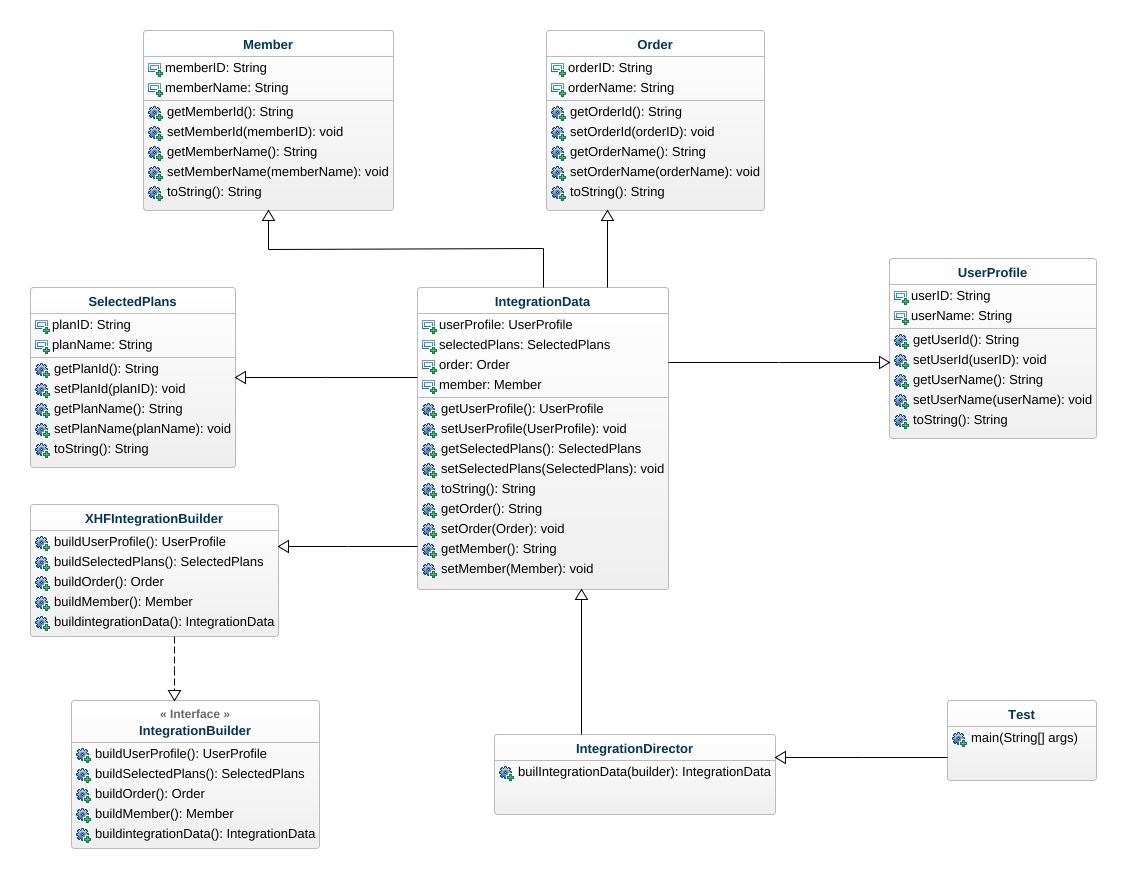 Member
memberID: String
memberName: String
getMemberId(): String
setMemberId(memberID): void
getMemberName(): String
setMemberName(memberName): void
toString(): String
Order
orderID: String
orderName: String
getOrderId(): String
setOrderId(orderID): void
getOrderName(): String
setOrderName(orderName): void
toString(): String
UserProfile
userID: String
userName: String
getUserId(): String
setUserId(userID): void
getUserName(): String
setUserName(userName): void
toString(): String
SelectedPlans
planID: String
planName: String
getPlanId(): String
setPlanId(planID): void
getPlanName(): String
setPlanName(planName): void
toString(): String
IntegrationData
userProfile: UserProfile
selectedPlans: SelectedPlans
order: Order
member: Member
getUserProfile(): UserProfile
setUserProfile(UserProfile): void
getSelectedPlans(): SelectedPlans
setSelectedPlans(SelectedPlans): void
toString(): String
getOrder(): String
setOrder(Order): void
getMember(): String
setMember(Member): void
XHFIntegrationBuilder
buildUserProfile(): UserProfile
buildSelectedPlans(): SelectedPlans
buildOrder(): Order
buildMember(): Member
buildintegrationData(): IntegrationData
« Interface »
IntegrationBuilder
buildUserProfile(): UserProfile
buildSelectedPlans(): SelectedPlans
buildOrder(): Order
buildMember(): Member
buildintegrationData(): IntegrationData
IntegrationDirector
builIntegrationData(builder): IntegrationData
Test
main(String[] args)